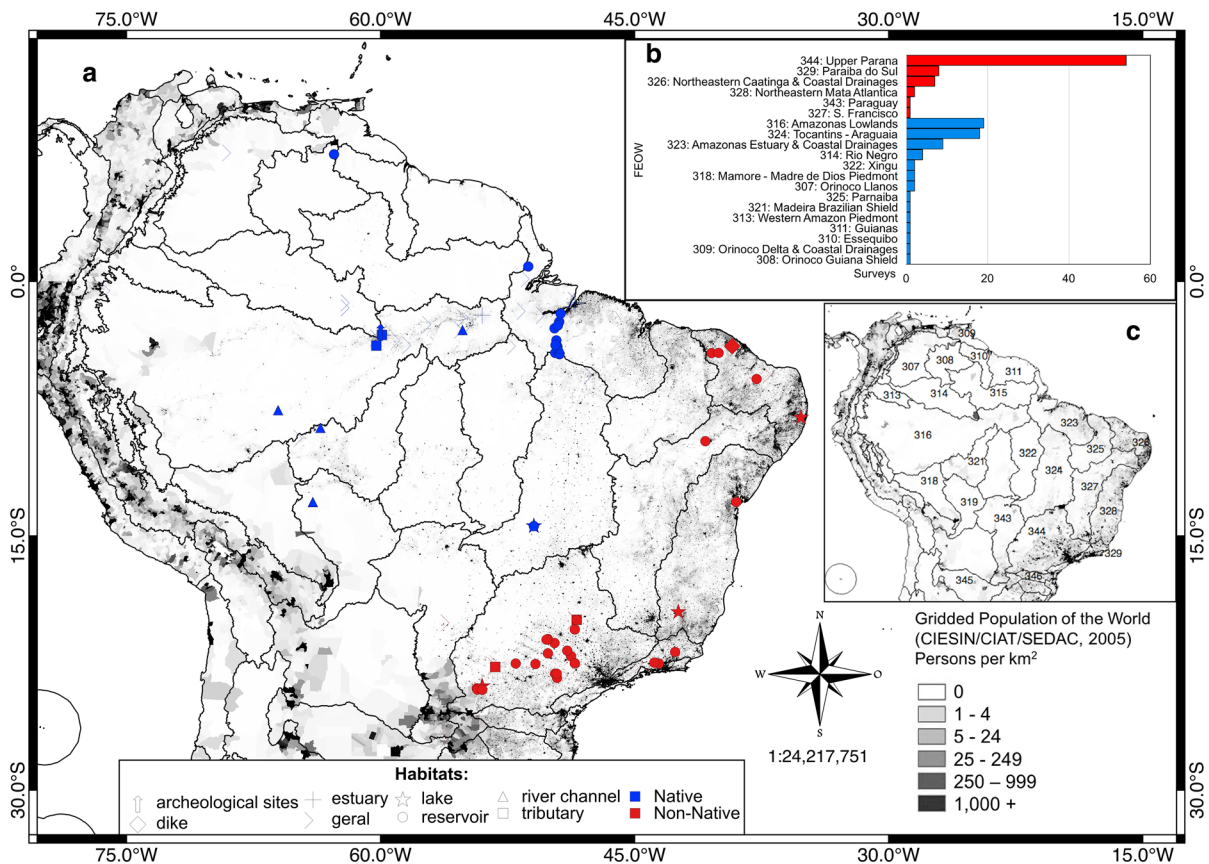 75.0°W 60.0°W 45.0°W 30.0°W 15.0°W
a
b
344: Upper Parana
329: Paraiba do Sul
326: Northeastern Caatinga & Coastal Drainages
328: Northeastern Mata Atlantica
343: Paraguay
327: S. Francisco
316: Amazonas Lowlands
324: Tocantins - Araguaia
323: Amazonas Estuary & Coastal Drainages
314: Rio Negro
322: Xingu
318: Mamore - Madre de Dios Piedmont
307: Orinoco Llanos
325: Parnaiba
321: Madeira Brazilian Shield
313: Western Amazon Piedmont
311: Guianas
310: Essequibo
309: Orinoco Delta & Coastal Drainages
308: Orinoco Guiana Shield
FEOW
Surveys
0 20 40 60
0.0°
15.0°S
30.0°S
0.0°
15.0°S
30.0°S
c
309
307
308
310
311
313
314
315
316
323
326
325
322
321
324
318
327
319
328
343
344
329
345
346
N
W O
S
1:24,217,751
Gridded Population of the World
(CIESIN/CIAT/SEDAC, 2005)
Persons per km²
0
1 - 4
5 - 24
25 - 249
250 – 999
1,000 +
Habitats:
archeological sites
dike
estuary
geral
lake
reservoir
river channel
tributary
Native
Non-Native
75.0°W 60.0°W 45.0°W 30.0°W 15.0°W